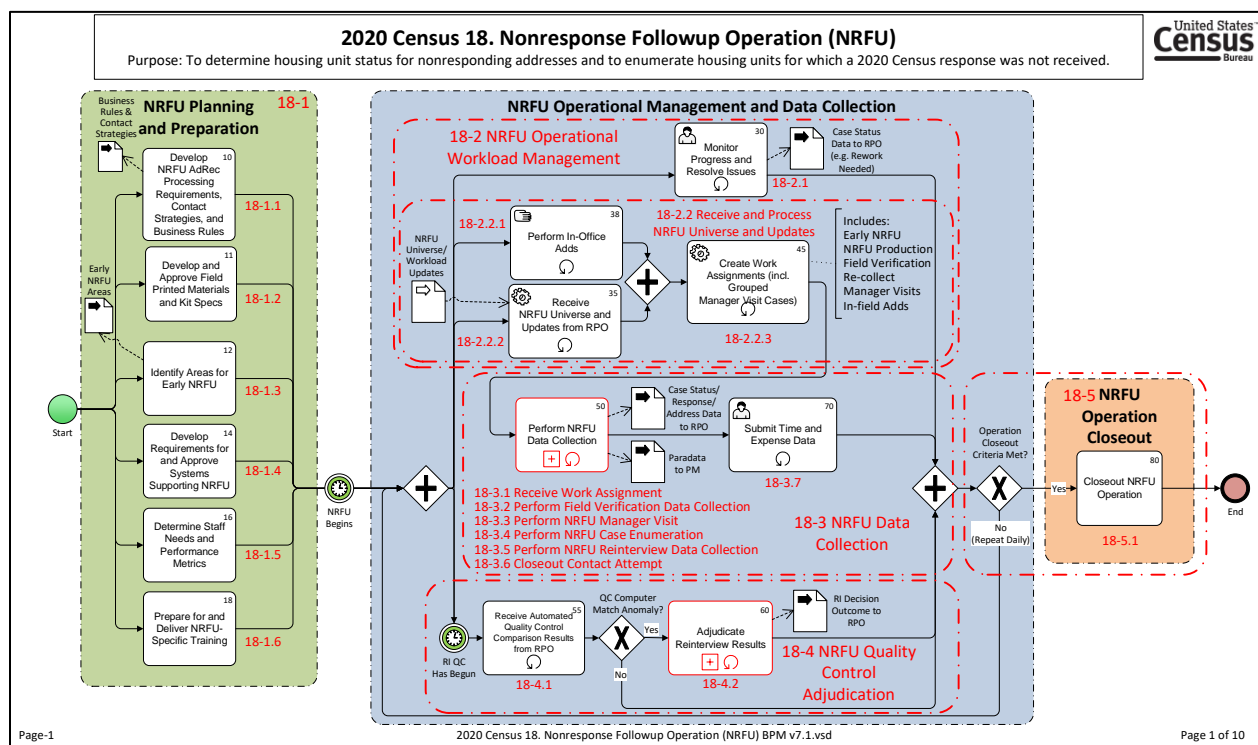 2020 Census 18. Nonresponse Followup Operation (NRFU)
Purpose: To determine housing unit status for nonresponding addresses and to enumerate housing units for which a 2020 Census response was not received.
United States™
Census
Bureau
NRFU Planning
and Preparation
18-1
Business
Rules &
Contact
Strategies
10
Develop
NRFU AdRec
Processing
Requirements,
Contact
Strategies, and
Business Rules
18-1.1
11
Develop and
Approve Field
Printed Materials
and Kit Specs
18-1.2
Early
NRFU
Areas
12
Identify Areas for
Early NRFU
18-1.3
Start
14
Develop
Requirements for
and Approve
Systems
Supporting NRFU
18-1.4
16
Determine Staff
Needs and
Performance
Metrics
18-1.5
18
Prepare for and
Deliver NRFU-
Specific Training
18-1.6
NRFU
Begins
NRFU Operational Management and Data Collection
18-2 NRFU Operational
Workload Management
30
Monitor
Progress and
Resolve Issues
18-2.1
Case Status
Data to RPO
(e.g. Rework
Needed)
18-2.2 Receive and Process
NRFU Universe and Updates
18-2.2.1
38
Perform In-Office
Adds
NRFU
Universe/
Workload
Updates
35
Receive
NRFU Universe and
Updates from RPO
18-2.2.2
45
Create Work
Assignments (incl.
Grouped
Manager Visit Cases)
18-2.2.3
Includes:
Early NRFU
NRFU Production
Field Verification
Re-collect
Manager Visits
In-field Adds
50
Perform NRFU
Data Collection
Case Status/
Response/
Address Data
to RPO
Paradata
to PM
70
Submit Time and
Expense Data
18-3.7
18-3.1 Receive Work Assignment
18-3.2 Perform Field Verification Data Collection
18-3.3 Perform NRFU Manager Visit
18-3.4 Perform NRFU Case Enumeration
18-3.5 Perform NRFU Reinterview Data Collection
18-3.6 Closeout Contact Attempt
18-3 NRFU Data
Collection
RI QC
Has Begun
55
Receive Automated
Quality Control
Comparison Results
from RPO
18-4.1
QC Computer
Match Anomaly?
X
Yes
No
60
Adjudicate
Reinterview Results
18-4.2
RI Decision
Outcome to
RPO
18-4 NRFU Quality
Control
Adjudication
Operation
Closeout
Criteria Met?
X
Yes
No
(Repeat Daily)
18-5 NRFU
Operation
Closeout
80
Closeout NRFU
Operation
18-5.1
End
Page-1
2020 Census 18. Nonresponse Followup Operation (NRFU) BPM v7.1.vsd
Page 1 of 10